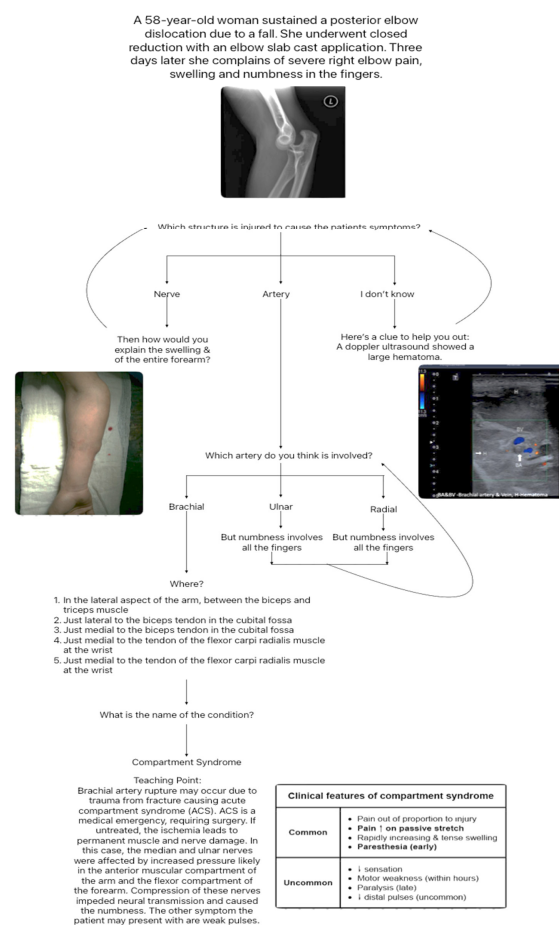 A 58-year-old woman sustained a posterior elbow
dislocation due to a fall. She underwent closed
reduction with an elbow slab cast application. Three
days later she complains of severe right elbow pain,
swelling and numbness in the fingers.
L
Which structure is injured to cause the patients symptoms?
Nerve
Artery
I don't know
Then how would you
explain the swelling &
of the entire forearm?
Here's a clue to help you out:
A doppler ultrasound showed a
large hematoma.
BA&BV -Brachial artery & Vein, H-hematoma
Which artery do you think is involved?
Brachial
Ulnar
Radial
But numbness involves
all the fingers
But numbness involves
all the fingers
Where?
1. In the lateral aspect of the arm, between the biceps and
triceps muscle
2. Just lateral to the biceps tendon in the cubital fossa
3. Just medial to the biceps tendon in the cubital fossa
4. Just medial to the tendon of the flexor carpi radialis muscle
at the wrist
5. Just medial to the tendon of the flexor carpi radialis muscle
at the wrist
What is the name of the condition?
Compartment Syndrome
Teaching Point:
Brachial artery rupture may occur due to
trauma from fracture causing acute
compartment syndrome (ACS). ACS is a
medical emergency, requiring surgery. If
untreated, the ischemia leads to
permanent muscle and nerve damage. In
this case, the median and ulnar nerves
were affected by increased pressure likely
in the anterior muscular compartment of
the arm and the flexor compartment of
the forearm. Compression of these nerves
impeded neural transmission and caused
the numbness. The other symptom the
patient may present with are weak pulses.
Clinical features of compartment syndrome
Common
• Pain out of proportion to injury
• Pain ↑ on passive stretch
• Rapidly increasing & tense swelling
• Paresthesia (early)
Uncommon
• ↓ sensation
• Motor weakness (within hours)
• Paralysis (late)
• ↓ distal pulses (uncommon)